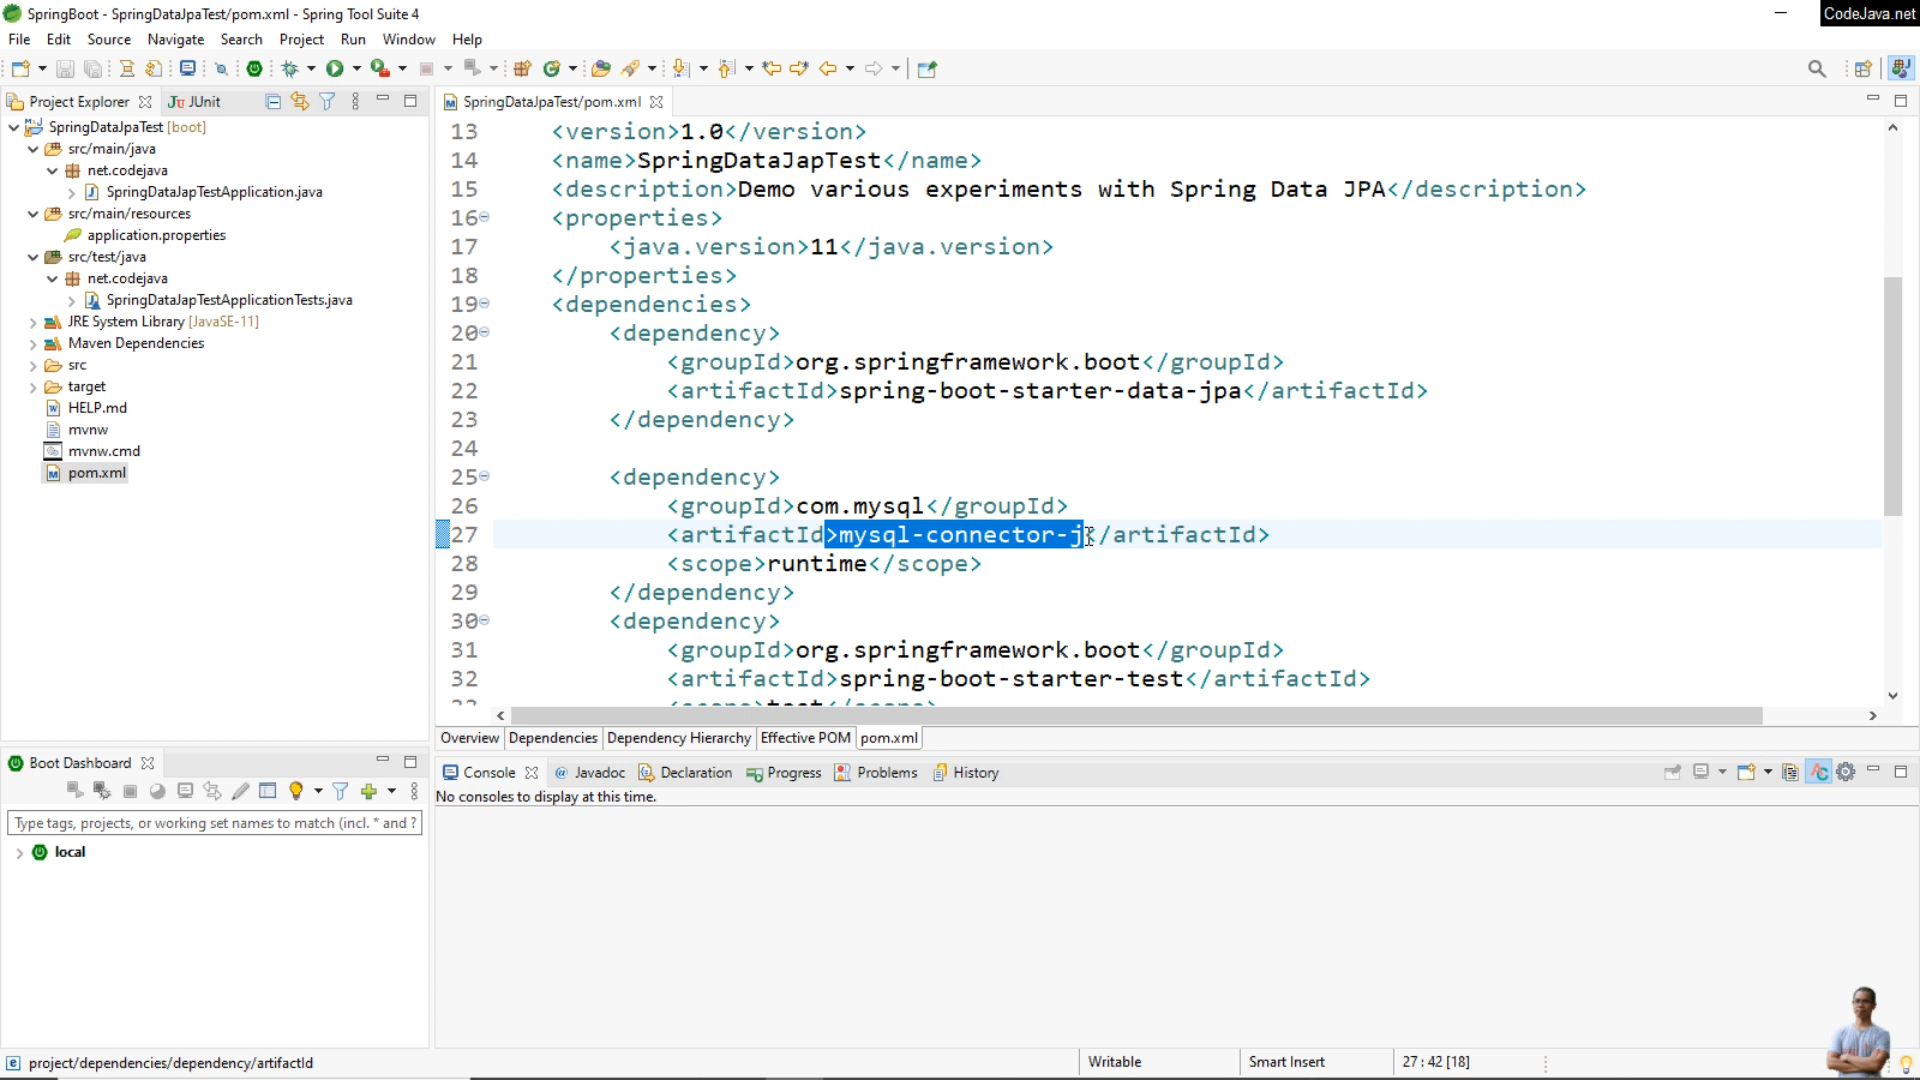 SpringBoot - SpringDataJpaTest/pom.xml - Spring Tool Suite 4
CodeJava.net
File Edit Source Navigate Search Project Run Window Help
Project Explorer JUnit
SpringDataJpaTest/pom.xml
SpringDataJpaTest [boot]
src/main/java
net.codejava
SpringDataJapTestApplication.java
src/main/resources
application.properties
src/test/java
net.codejava
SpringDataJapTestApplicationTests.java
JRE System Library [JavaSE-11]
Maven Dependencies
src
target
HELP.md
mvnw
mvnw.cmd
pom.xml
13 <version>1.0</version>
14 <name>SpringDataJapTest</name>
15 <description>Demo various experiments with Spring Data JPA</description>
16 <properties>
17 <java.version>11</java.version>
18 </properties>
19 <dependencies>
20 <dependency>
21 <groupId>org.springframework.boot</groupId>
22 <artifactId>spring-boot-starter-data-jpa</artifactId>
23 </dependency>
24
25 <dependency>
26 <groupId>com.mysql</groupId>
27 <artifactId>mysql-connector-j</artifactId>
28 <scope>runtime</scope>
29 </dependency>
30 <dependency>
31 <groupId>org.springframework.boot</groupId>
32 <artifactId>spring-boot-starter-test</artifactId>
Overview Dependencies Dependency Hierarchy Effective POM pom.xml
Boot Dashboard
Type tags, projects, or working set names to match (incl. * and ?
local
Console Javadoc Declaration Progress Problems History
No consoles to display at this time.
project/dependencies/dependency/artifactId
Writable
Smart Insert
27 : 42 [18]